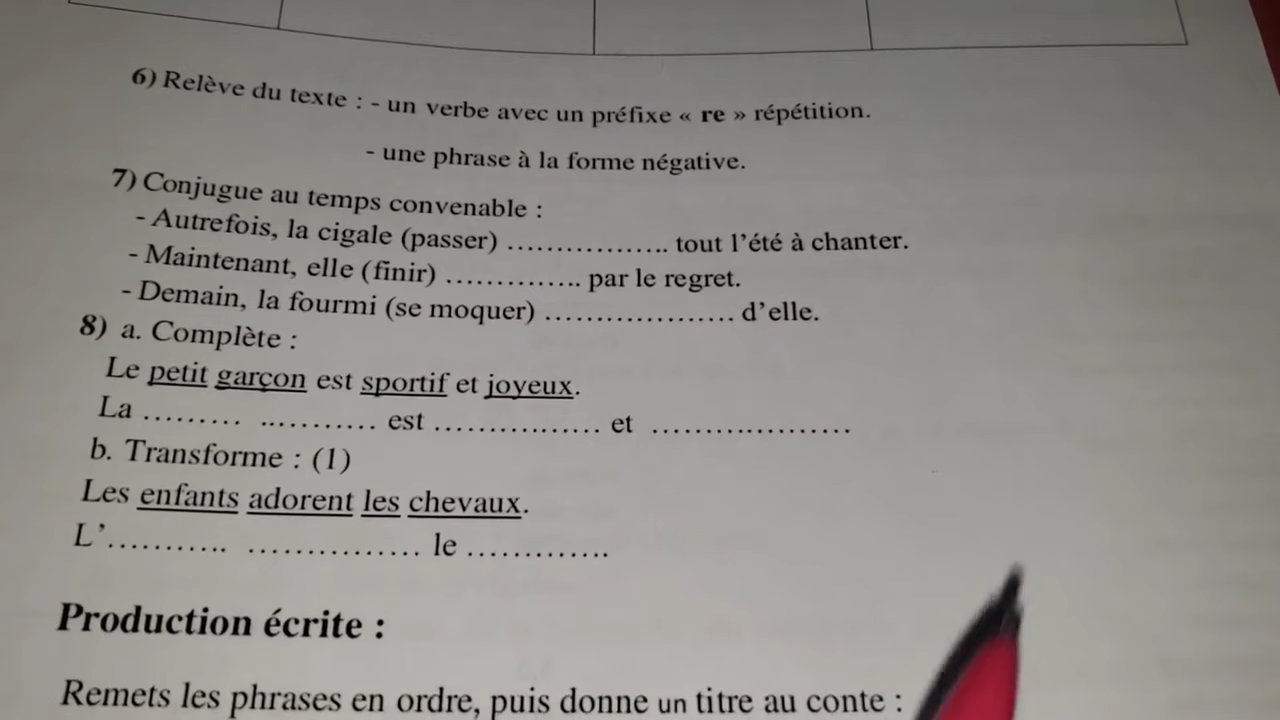 6) Relève du texte : - un verbe avec un préfixe « re » répétition.
- une phrase à la forme négative.
7) Conjugue au temps convenable :
- Autrefois, la cigale (passer) ................. tout l'été à chanter.
- Maintenant, elle (finir) .............. par le regret.
- Demain, la fourmi (se moquer) ................... d'elle.
8) a. Complète :
Le petit garçon est sportif et joyeux.
La ......... ............ est ................ et ...................
b. Transforme : (1)
Les enfants adorent les chevaux.
L'............ ................ le .............
Production écrite :
Remets les phrases en ordre, puis donne un titre au conte :